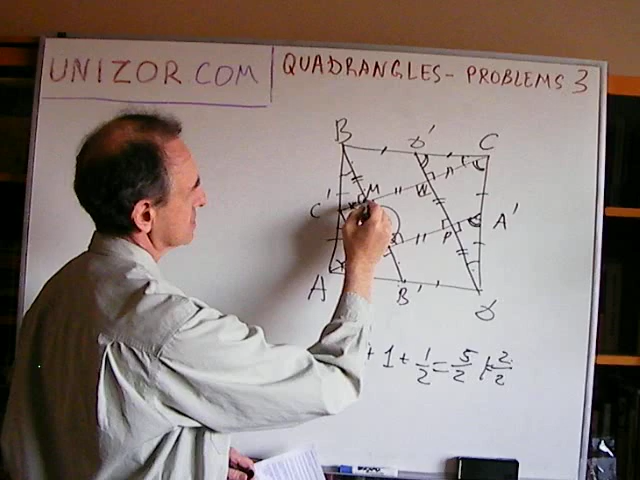 UNIZOR.COM
QUADRANGLES - PROBLEMS 3
B
C
C'
M
N
A'
P
A
B'
+ 1 + 1/2 = 5/2